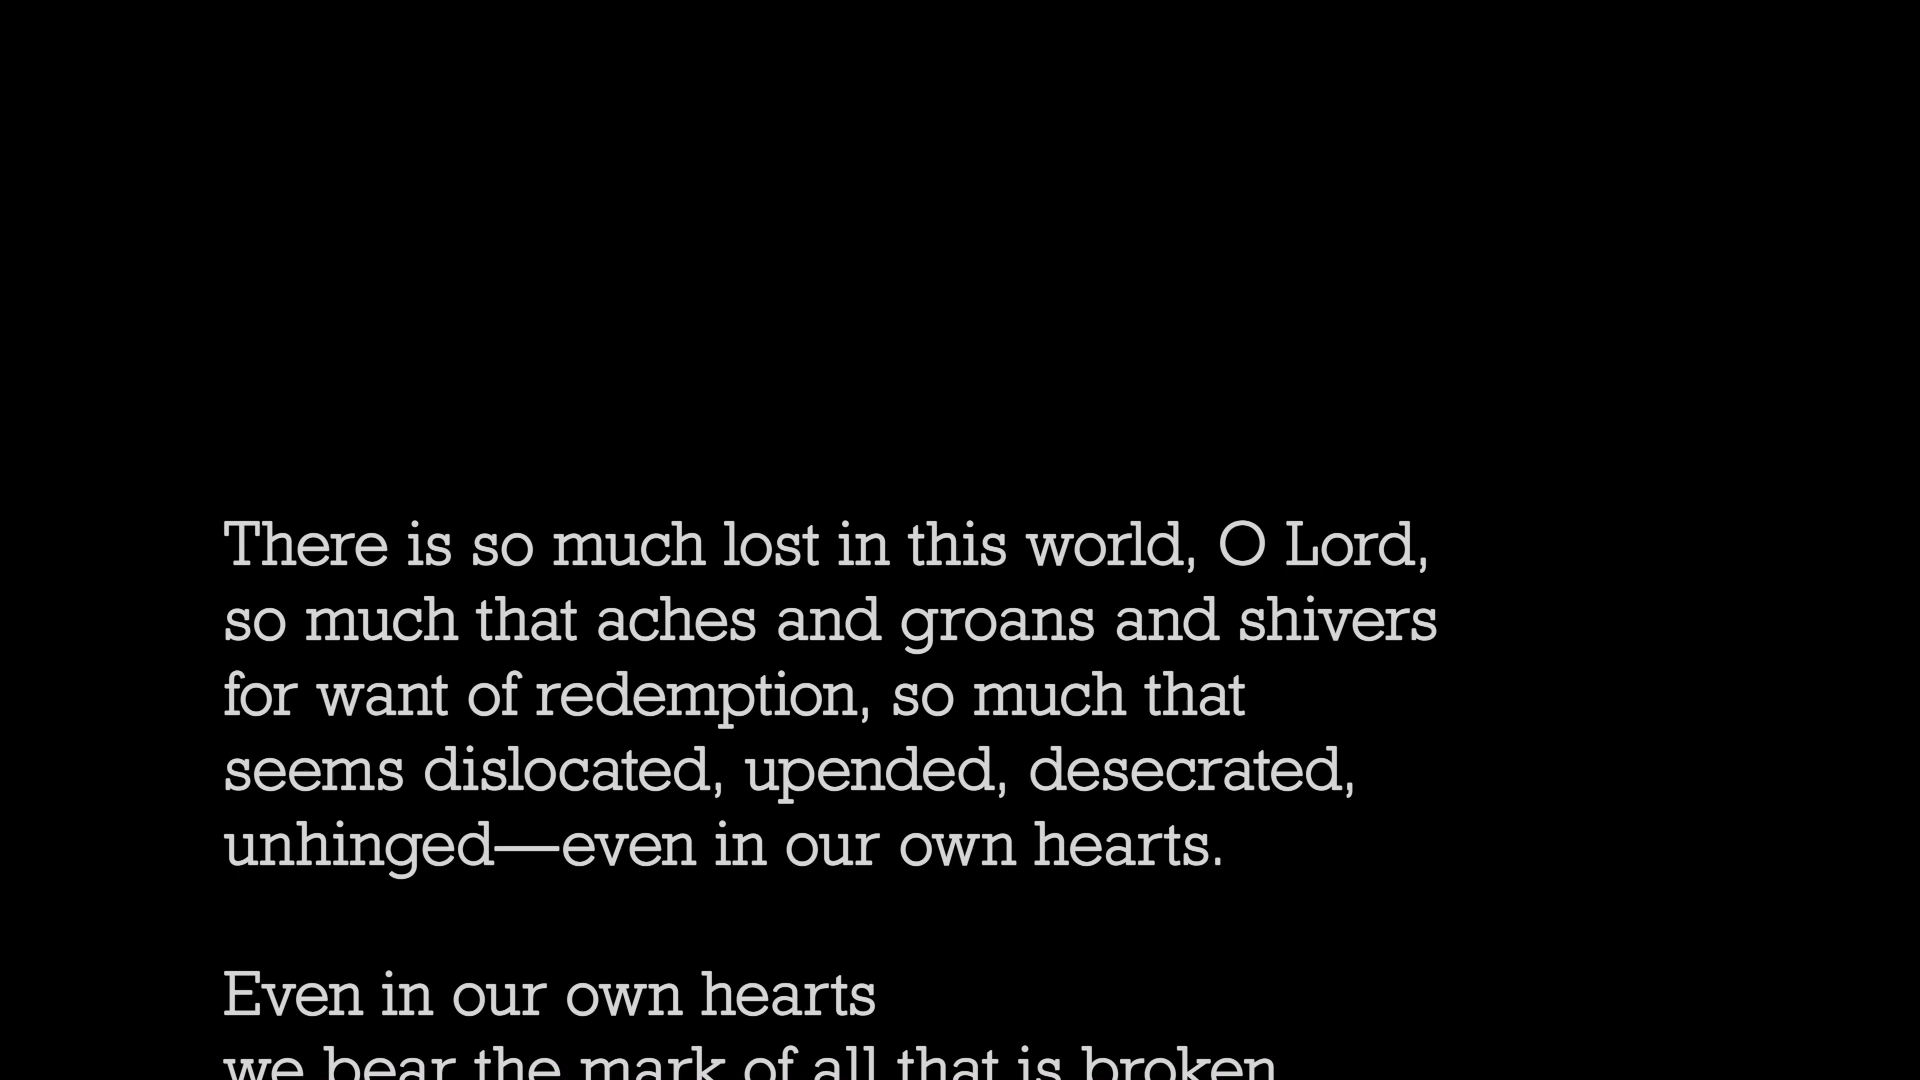 There is so much lost in this world, O Lord,
so much that aches and groans and shivers
for want of redemption, so much that
seems dislocated, upended, desecrated,
unhinged—even in our own hearts.
Even in our own hearts
we bear the mark of all that is broken